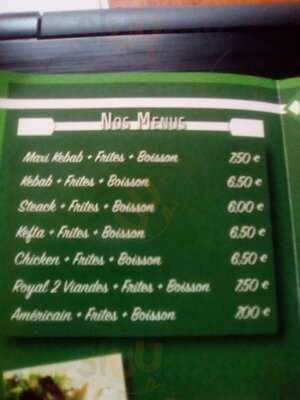 Nos Menus
Maxi Kebab + Frites + Boisson 7.50 €
Kebab + Frites + Boisson 6.50 €
Steack + Frites + Boisson 6.00 €
Kefta + Frites + Boisson 6.50 €
Chicken + Frites + Boisson 6.50 €
Royal 2 Viandes + Frites + Boisson 7.50 €
Américain + Frites + Boisson 7.00 €